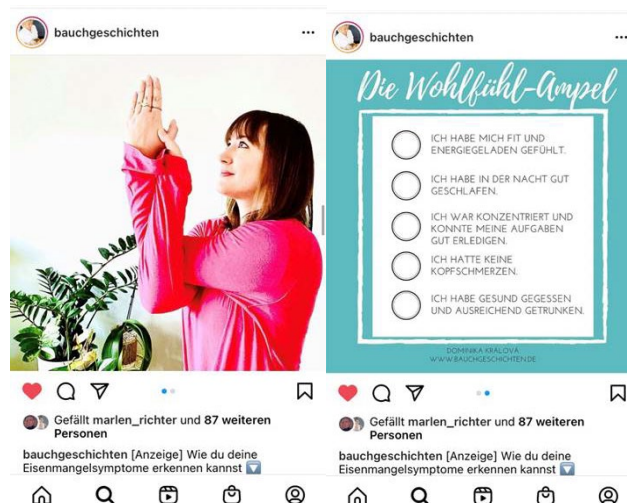 bauchgeschichten
Gefällt marlen_richter und 87 weiteren
Personen
bauchgeschichten [Anzeige] Wie du deine
Eisenmangelsymptome erkennen kannst
bauchgeschichten
Die Wohlfühl-Ampel
ICH HABE MICH FIT UND
ENERGIEGELADEN GEFÜHLT.
ICH HABE IN DER NACHT GUT
GESCHLAFEN.
ICH WAR KONZENTRIERT UND
KONNTE MEINE AUFGABEN
GUT ERLEDIGEN.
ICH HATTE KEINE
KOPFSCHMERZEN.
ICH HABE GESUND GEGESSEN
UND AUSREICHEND GETRUNKEN.
DOMINIKA KRALOVA
WWW.BAUCHGESCHICHTEN.DE
Gefällt marlen_richter und 87 weiteren
Personen
bauchgeschichten [Anzeige] Wie du deine
Eisenmangelsymptome erkennen kannst